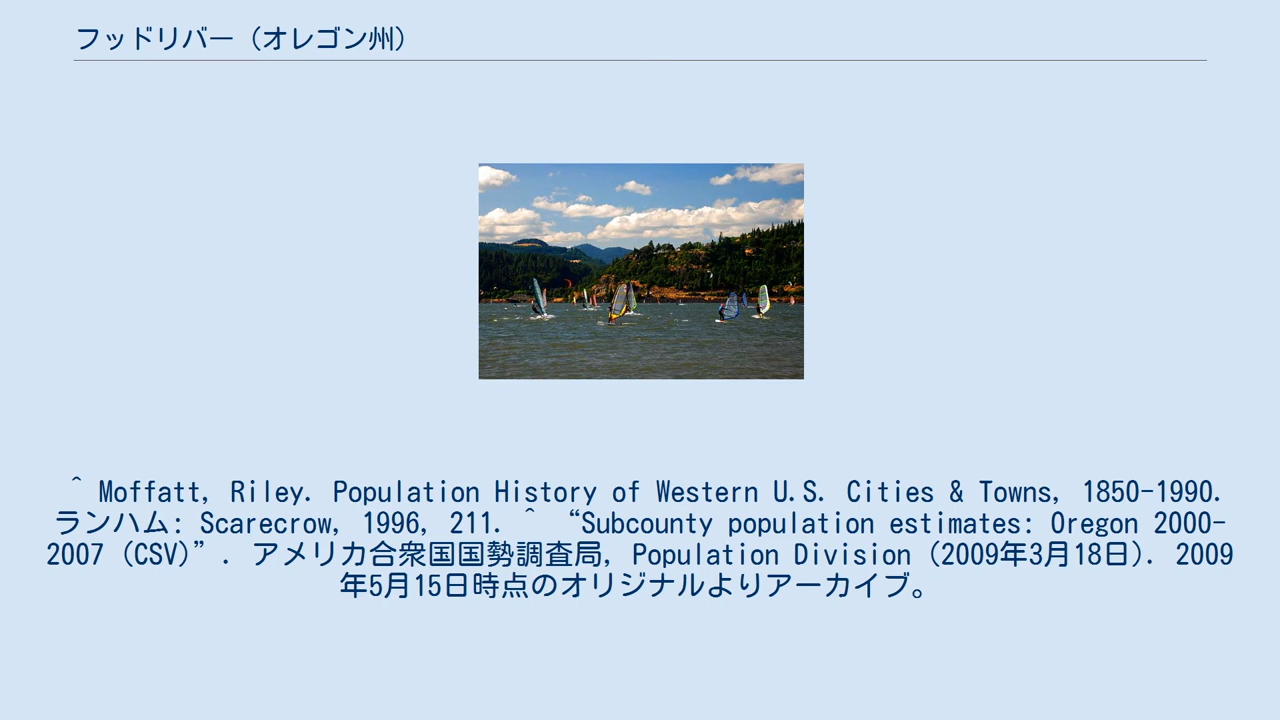 フッドリバー (オレゴン州)
^ Moffatt, Riley. Population History of Western U.S. Cities & Towns, 1850-1990.
ランハム: Scarecrow, 1996, 211. ^ “Subcounty population estimates: Oregon 2000-
2007 (CSV)”. アメリカ合衆国国勢調査局, Population Division (2009年3月18日). 2009
年5月15日時点のオリジナルよりアーカイブ。